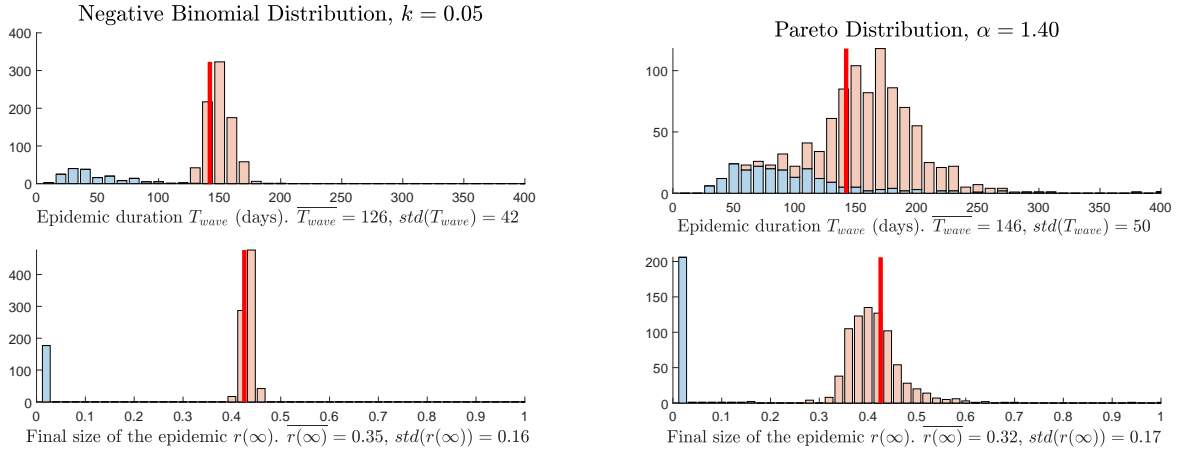 Negative Binomial Distribution, k = 0.05
400
300
200
100
0
0 50 100 150 200 250 300 350 400
Epidemic duration T_wave (days). \overline{T_wave} = 126, std(T_wave) = 42
Pareto Distribution, α = 1.40
100
50
0
0 50 100 150 200 250 300 350 400
Epidemic duration T_wave (days). \overline{T_wave} = 146, std(T_wave) = 50
400
300
200
100
0
0 0.1 0.2 0.3 0.4 0.5 0.6 0.7 0.8 0.9 1
Final size of the epidemic r(∞). \overline{r(∞)} = 0.35, std(r(∞)) = 0.16
200
150
100
50
0
0 0.1 0.2 0.3 0.4 0.5 0.6 0.7 0.8 0.9 1
Final size of the epidemic r(∞). \overline{r(∞)} = 0.32, std(r(∞)) = 0.17